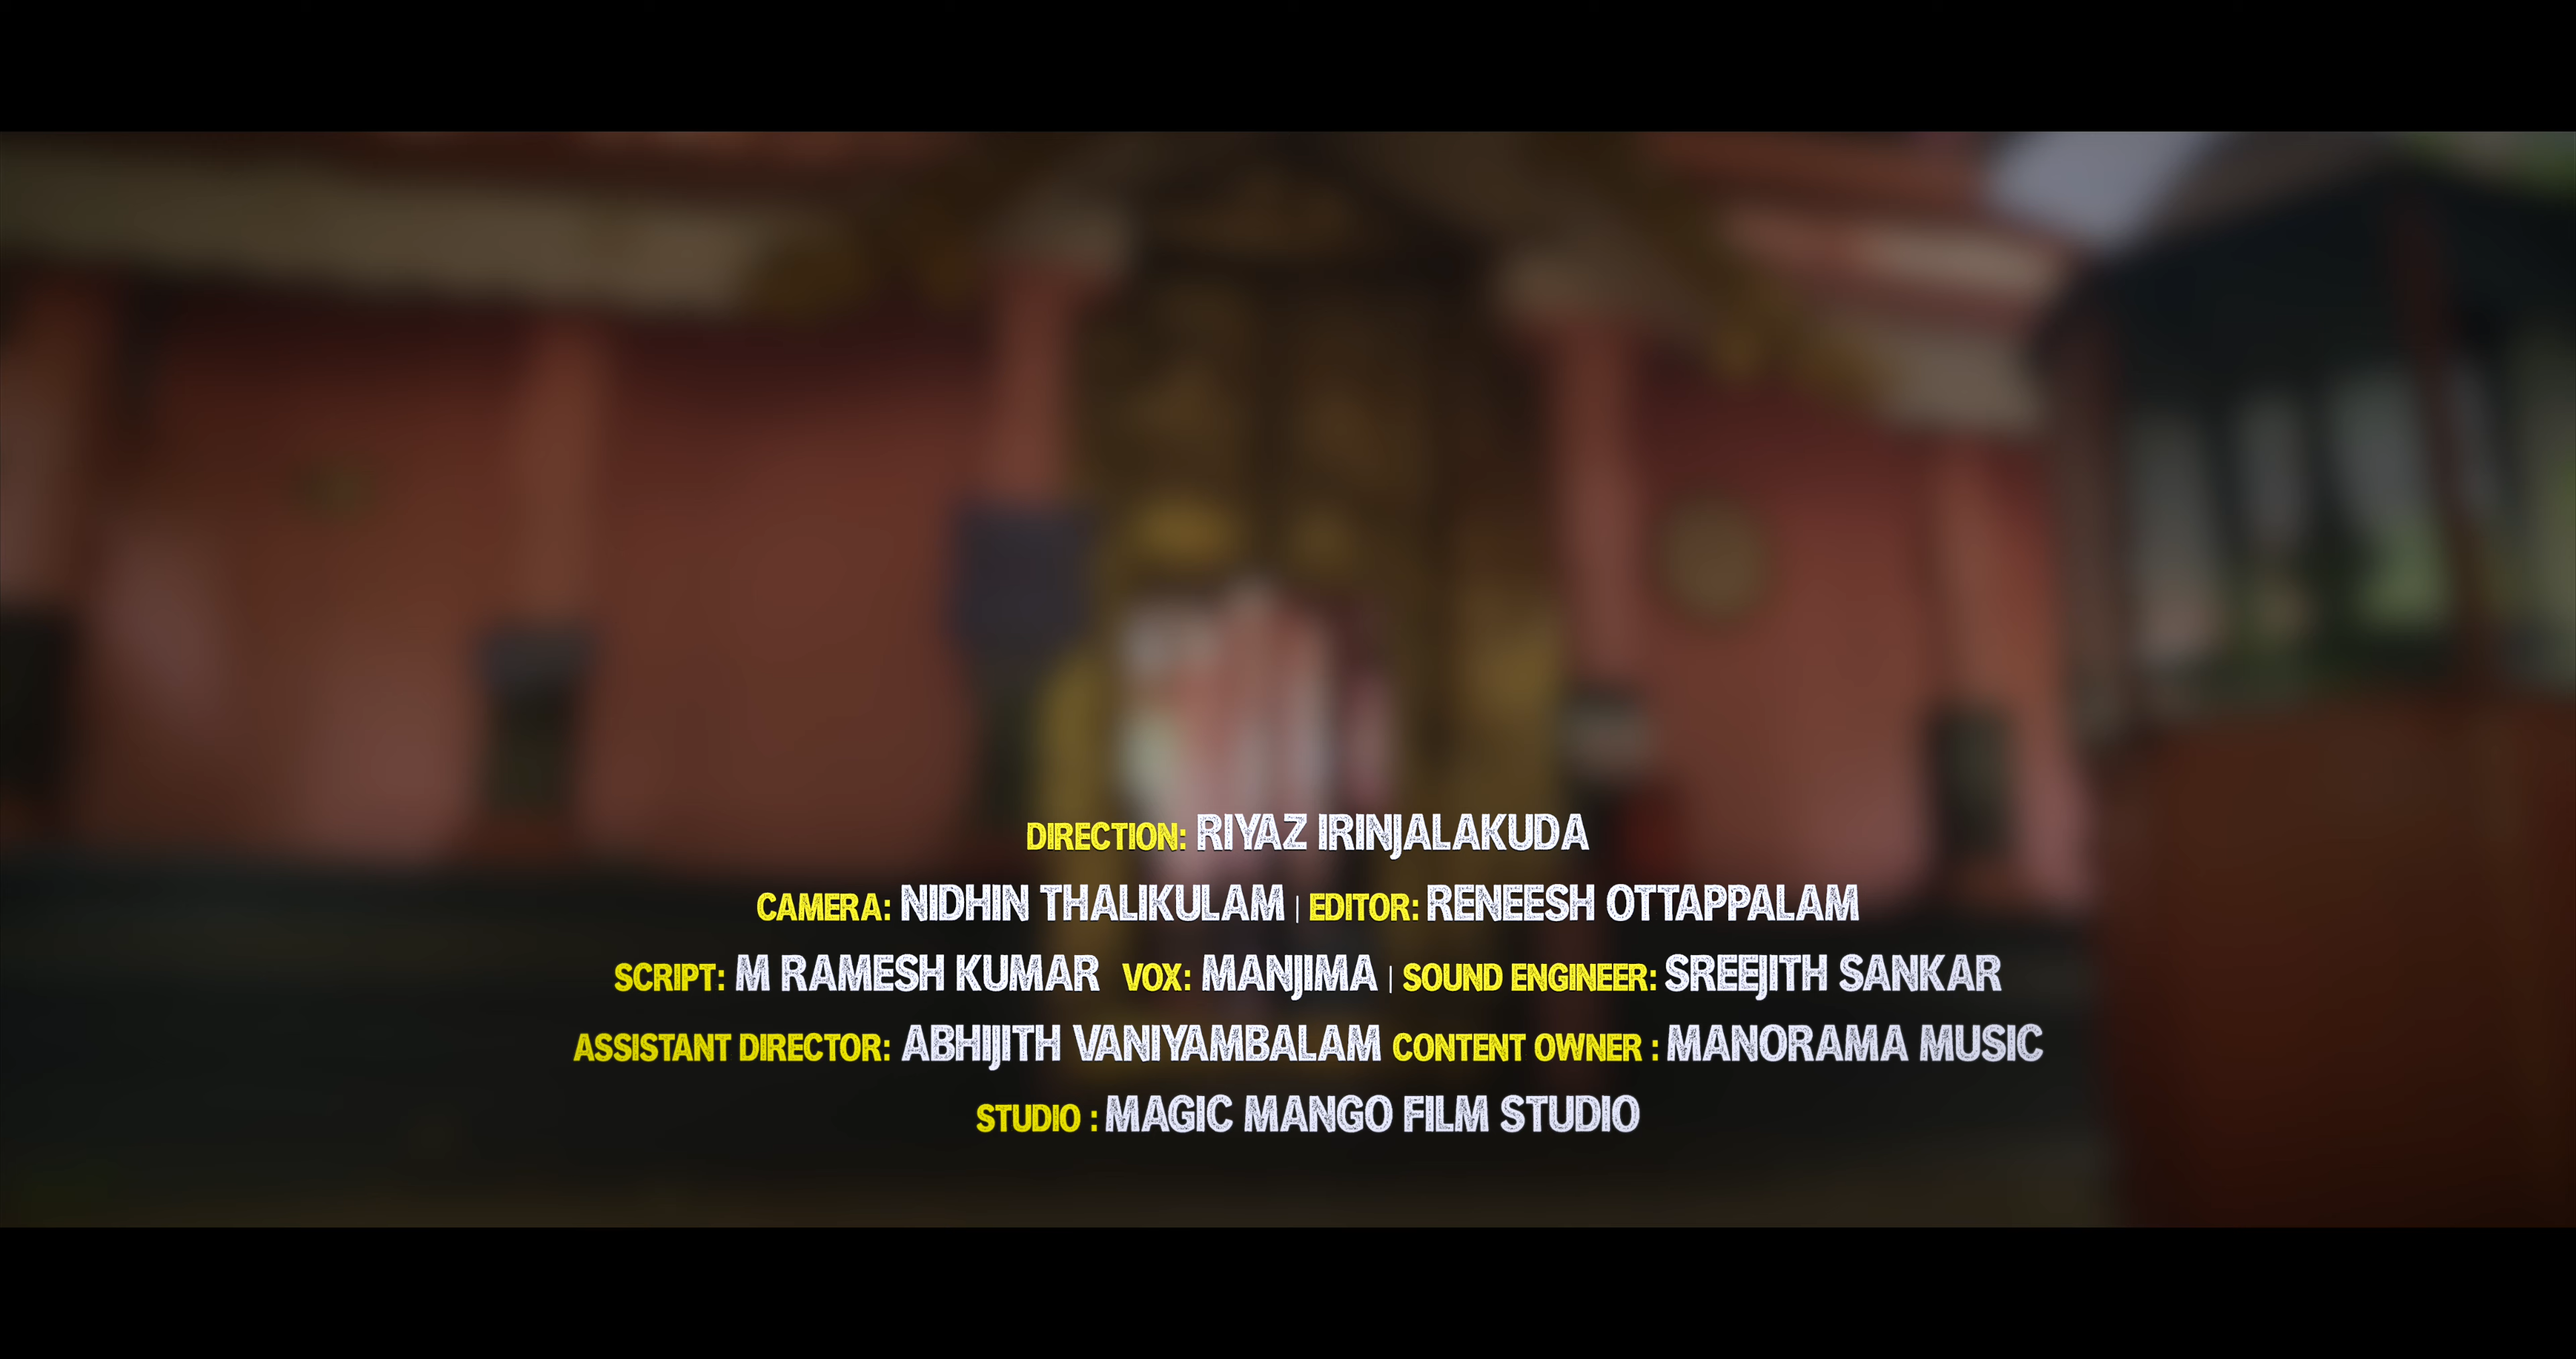 DIRECTION: RIYAZ IRINJALAKUDA
CAMERA: NIDHIN THALIKULAM | EDITOR: RENEESH OTTAPPALAM
SCRIPT: M RAMESH KUMAR VOX: MANJIMA | SOUND ENGINEER: SREEJITH SANKAR
ASSISTANT DIRECTOR: ABHIJITH VANIYAMBALAM CONTENT OWNER : MANORAMA MUSIC
STUDIO : MAGIC MANGO FILM STUDIO